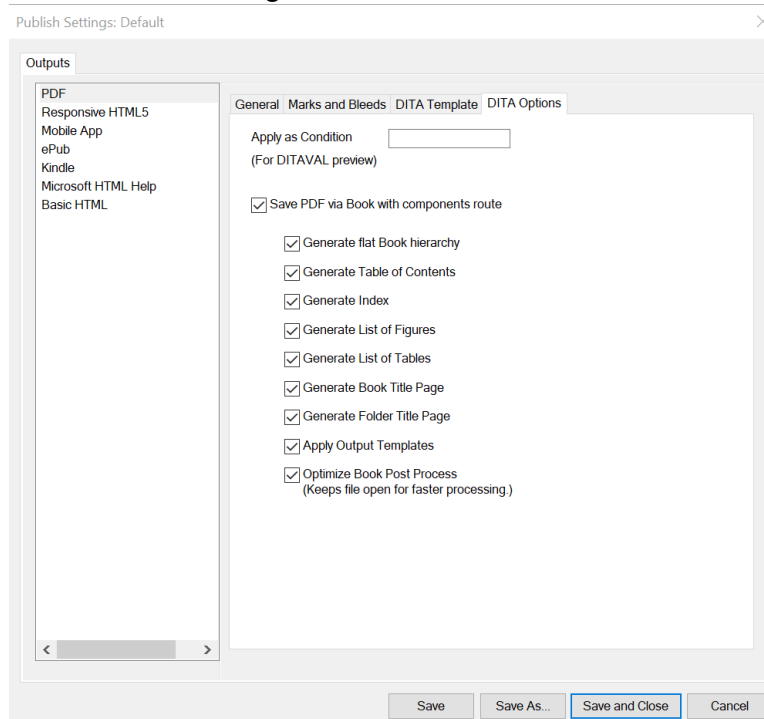 Publish Settings: Default
Outputs
PDF
Responsive HTML5
Mobile App
ePub
Kindle
Microsoft HTML Help
Basic HTML
General Marks and Bleeds DITA Template DITA Options
Apply as Condition
(For DITAVAL preview)
Save PDF via Book with components route
Generate flat Book hierarchy
Generate Table of Contents
Generate Index
Generate List of Figures
Generate List of Tables
Generate Book Title Page
Generate Folder Title Page
Apply Output Templates
Optimize Book Post Process
(Keeps file open for faster processing.)
Save Save As... Save and Close Cancel